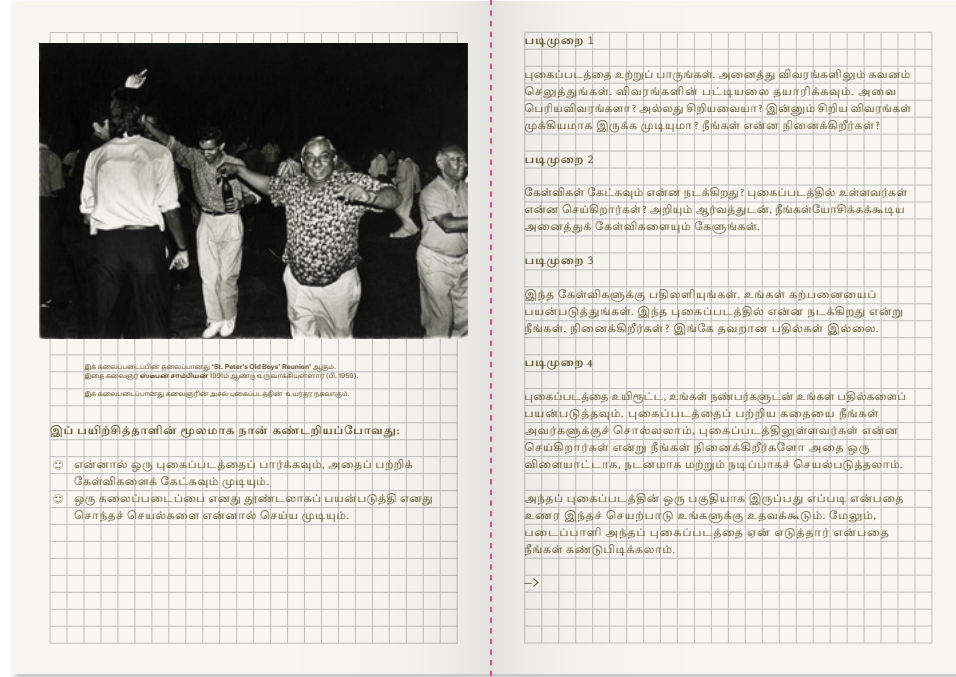 இக் கலைப்படைப்பின் தலைப்பானது 'St. Peter's Old Boys' Reunion' ஆகும்.
இதை கலைஞர் ஸ்டீபன் சாம்பியன் 1991ம் ஆண்டு உருவாக்கியுள்ளார் (பி. 1959).
இக் கலைபடைப்பானது கலைஞரின் அசல் புகைப்படத்தின் உயர்தர நகலாகும்.
இப் பயிற்சித்தாளின் மூலமாக நான் கண்டறியப்போவது:
என்னால் ஒரு புகைப்படத்தைப் பார்க்கவும், அதைப் பற்றிக்
கேள்விகளைக் கேட்கவும் முடியும்.
ஒரு கலைப்படைப்பை எனது தூண்டலாகப் பயன்படுத்தி எனது
சொந்தச் செயல்களை என்னால் செய்ய முடியும்.
படிமுறை 1
புகைப்படத்தை உற்றுப் பாருங்கள். அனைத்து விவரங்களிலும் கவனம்
செலுத்துங்கள். விவரங்களின் பட்டியலை தயாரிக்கவும். அவை
பெரியவிவரங்களா? அல்லது சிறியவையா? இன்னும் சிறிய விவரங்கள்
முக்கியமாக இருக்க முடியுமா? நீங்கள் என்ன நினைக்கிறீர்கள்?
படிமுறை 2
கேள்விகள் கேட்கவும் என்ன நடக்கிறது? புகைப்படத்தில் உள்ளவர்கள்
என்ன செய்கிறார்கள்? அறியும் ஆர்வத்துடன், நீங்கள்யோசிக்கக்கூடிய
அனைத்துக் கேள்விகளையும் கேளுங்கள்.
படிமுறை 3
இந்த கேள்விகளுக்கு பதிலளியுங்கள். உங்கள் கற்பனையைப்
பயன்படுத்துங்கள். இந்த புகைப்படத்தில் என்ன நடக்கிறது என்று
நீங்கள். நினைக்கிறீர்கள்? இங்கே தவறான பதில்கள் இல்லை.
படிமுறை 4
புகைப்படத்தை உயிரூட்ட, உங்கள் நண்பர்களுடன் உங்கள் பதில்களைப்
பயன்படுத்தவும். புகைப்படத்தைப் பற்றிய கதையை நீங்கள்
அவர்களுக்குச் சொல்லலாம், புகைப்படத்திலுள்ளவர்கள் என்ன
செய்கிறார்கள் என்று நீங்கள் நினைக்கிறீர்களோ அதை ஒரு
விளையாட்டாக, நடனமாக மற்றும் நடிப்பாகச் செயல்படுத்தலாம்.
அந்தப் புகைப்படத்தின் ஒரு பகுதியாக இருப்பது எப்படி என்பதை
உணர இந்தச் செயற்பாடு உங்களுக்கு உதவக்கூடும். மேலும்,
படைப்பாளி அந்தப் புகைப்படத்தை ஏன் எடுத்தார் என்பதை
நீங்கள் கண்டுபிடிக்கலாம்.
—>